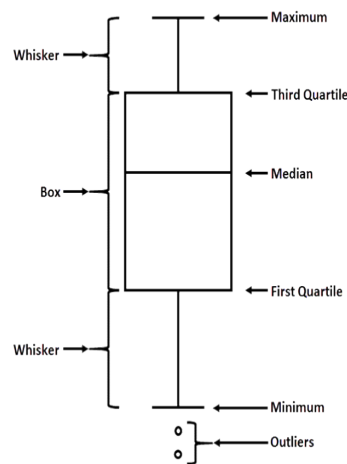 Maximum
Whisker
Third Quartile
Median
Box
First Quartile
Whisker
Minimum
Outliers